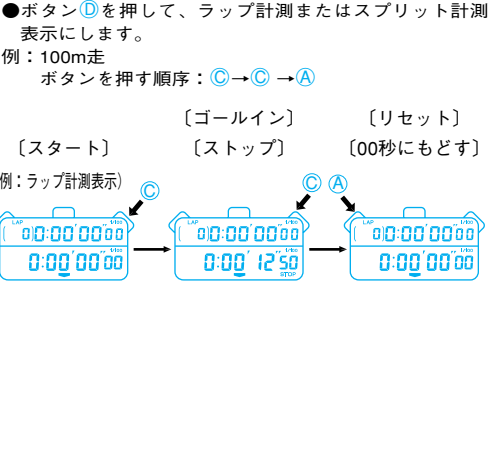 ●ボタンⒹを押して、ラップ計測またはスプリット計測
表示にします。
例：100m走
ボタンを押す順序：Ⓒ→Ⓒ→Ⓐ
〔ゴールイン〕 〔リセット〕
〔スタート〕 〔ストップ〕 〔00秒にもどす〕
例：ラップ計測表示)
Ⓒ Ⓒ Ⓐ
LAP 1/100 LAP 1/100 LAP 1/100
0 0:00'00"00 0 0:00'00"00 0 0:00'00"00
0:00'00"00 0:00'12"50 0:00'00"00
STOP